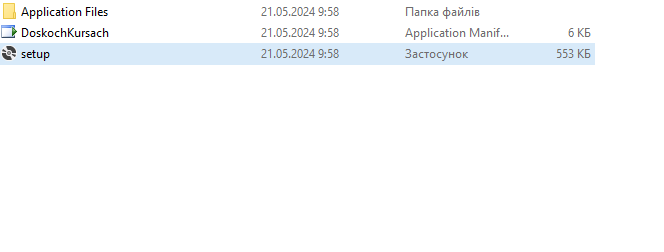 Application Files 21.05.2024 9:58 Папка файлів
DoskochKursach 21.05.2024 9:58 Application Manif... 6 КБ
setup 21.05.2024 9:58 Застосунок 553 КБ